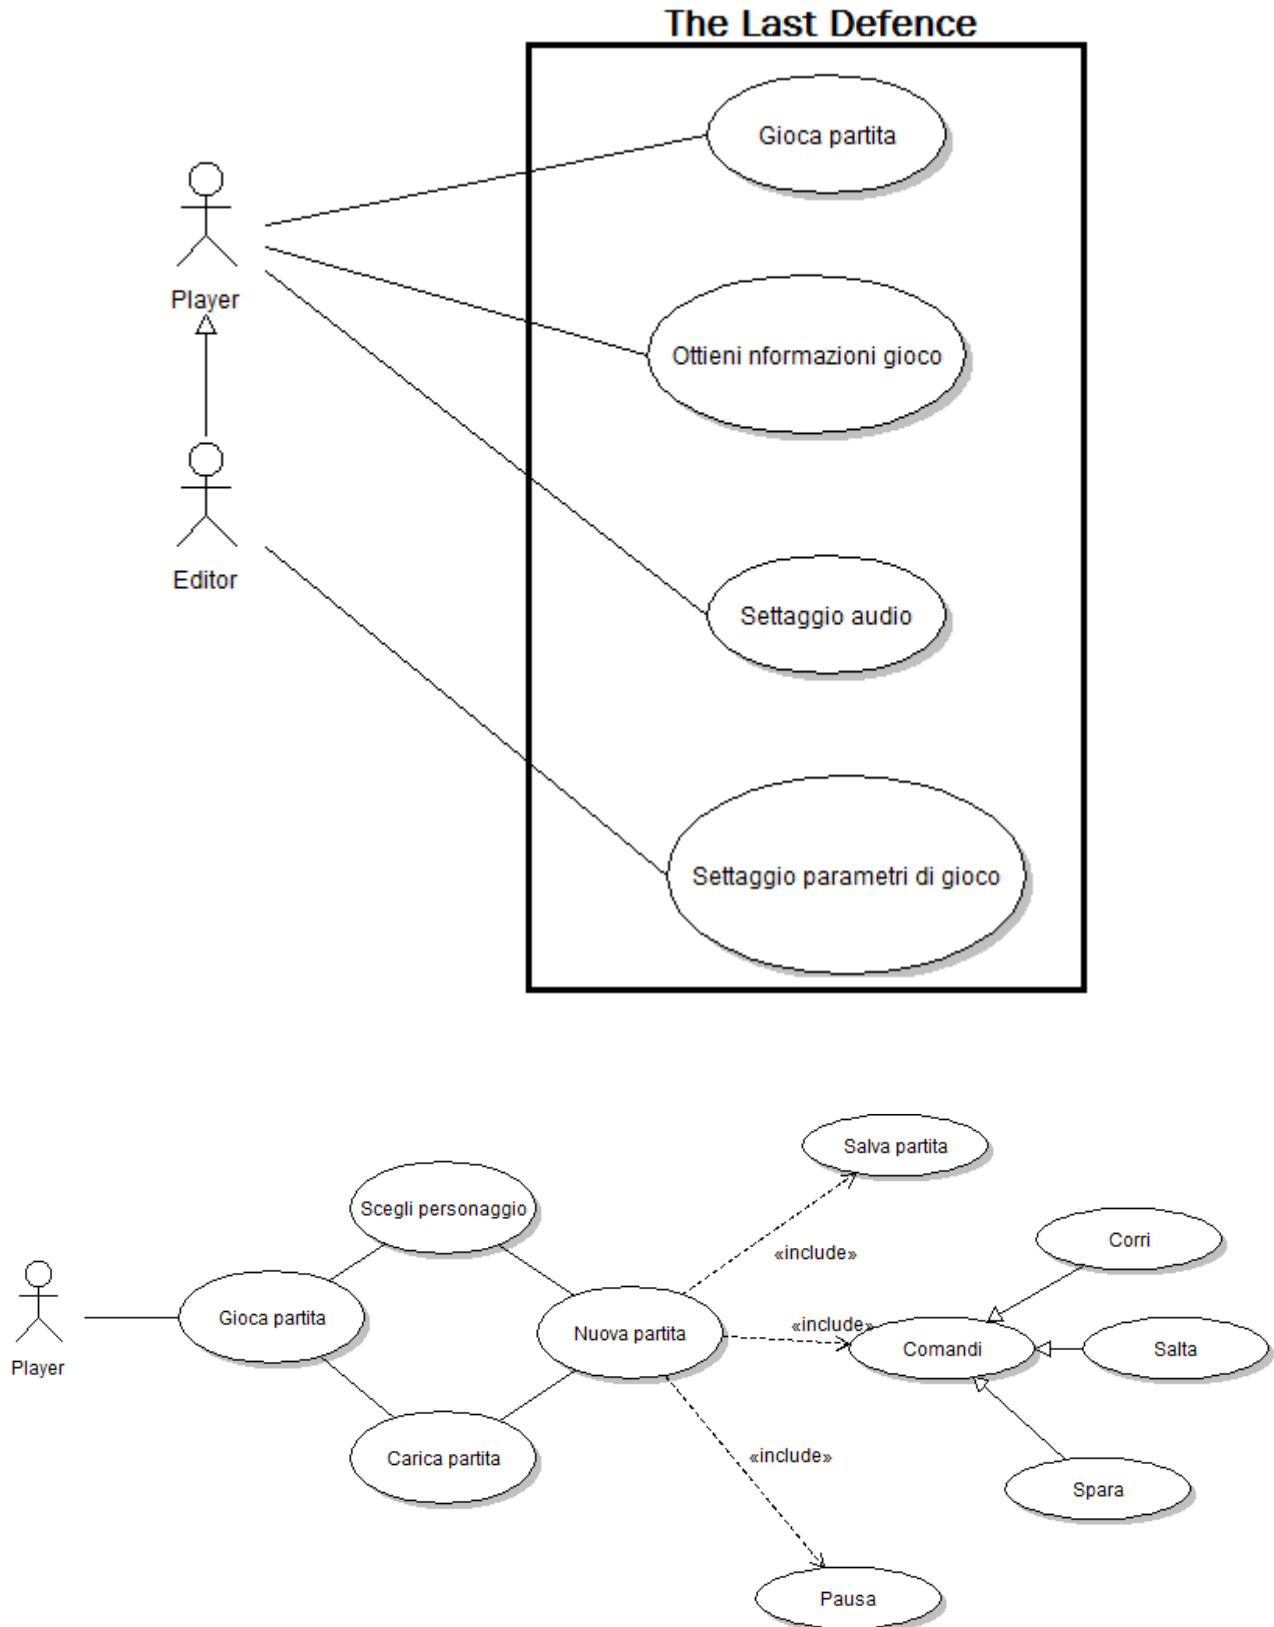 The Last Defence
Gioca partita
Player
Ottieni nformazioni gioco
Editor
Settaggio audio
Settaggio parametri di gioco
Salva partita
Scegli personaggio
Corri
«include»
Gioca partita
Nuova partita
«include»
Comandi
Salta
Player
Carica partita
«include»
Spara
Pausa